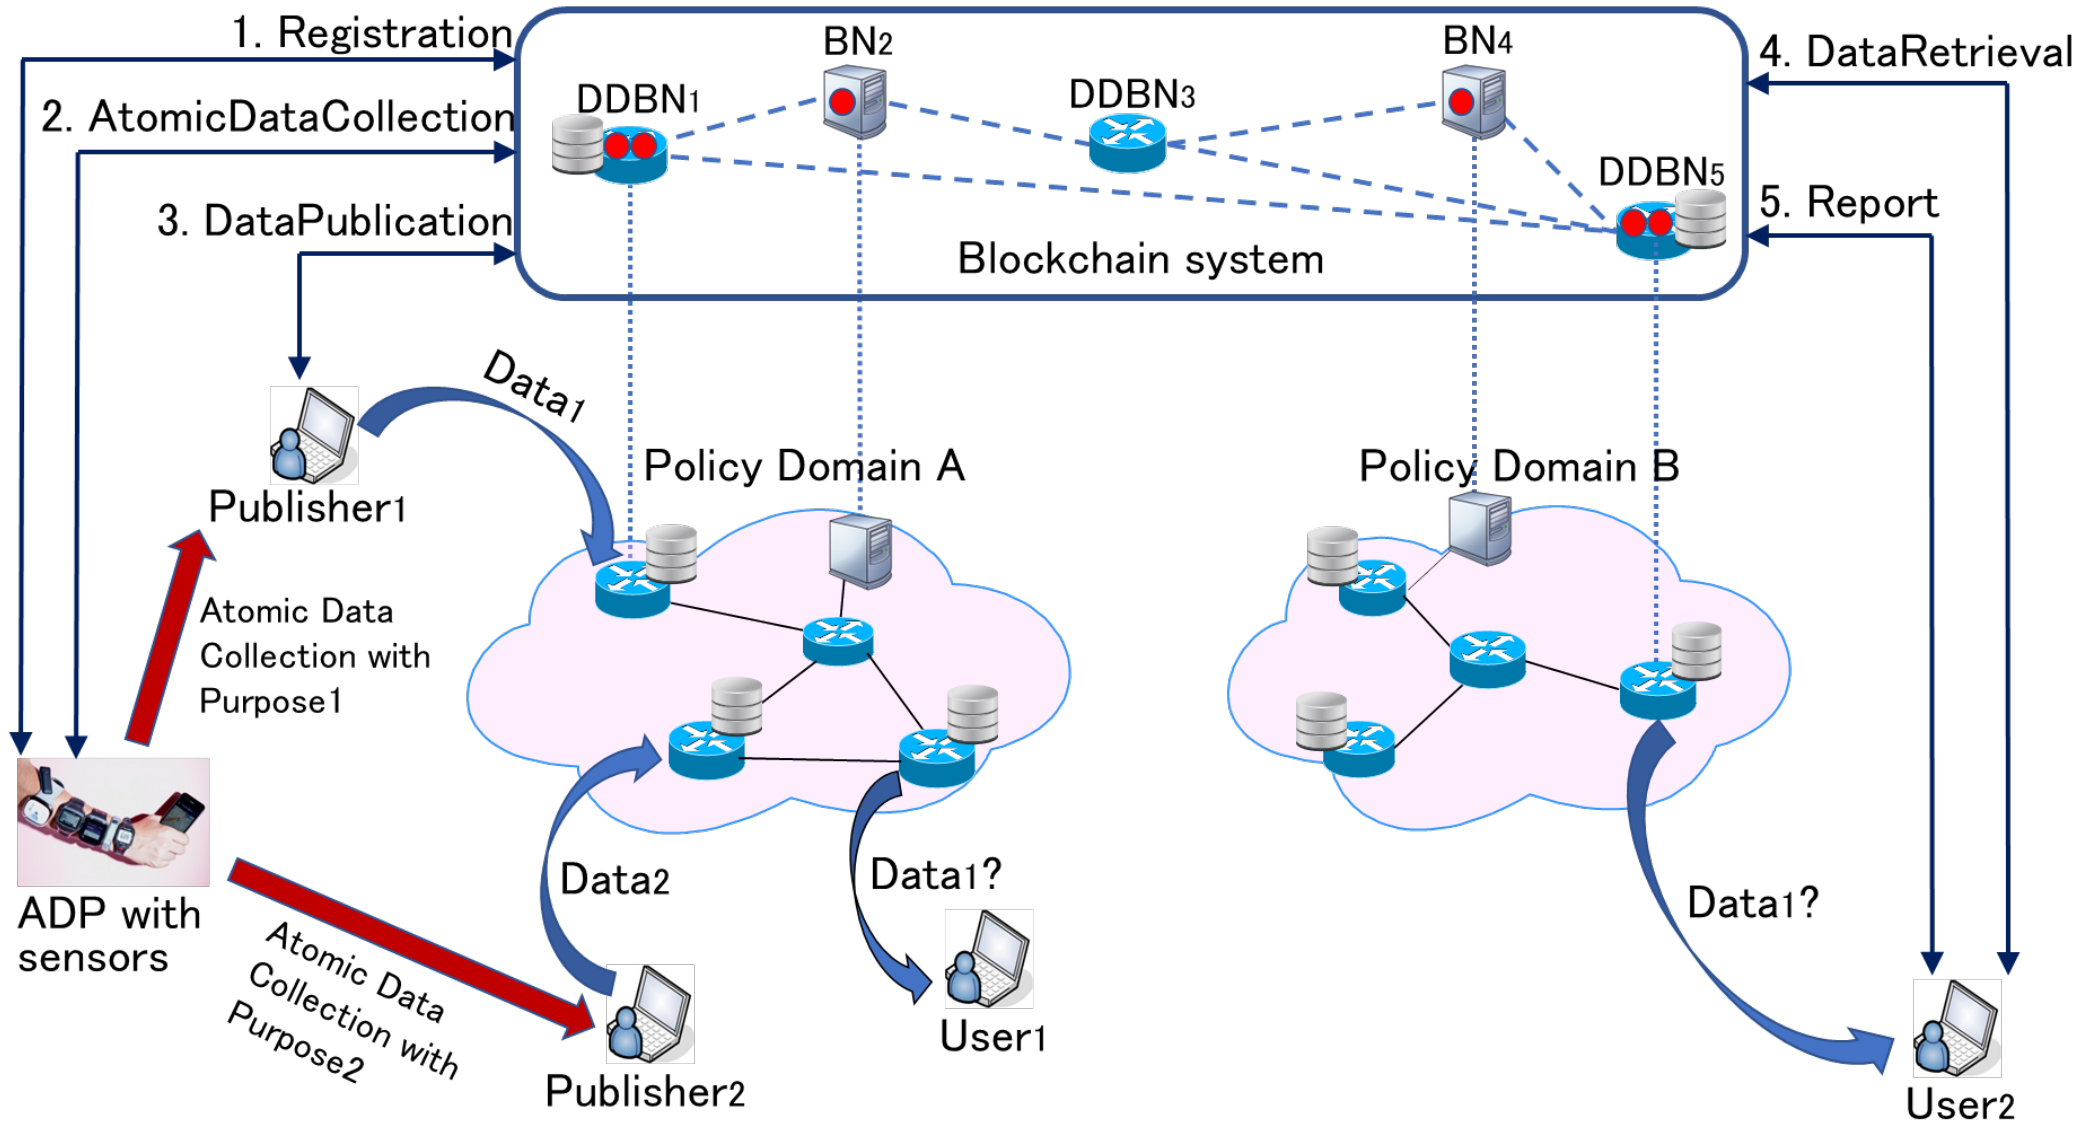 1. Registration
2. AtomicDataCollection
3. DataPublication
DDBN1
BN2
DDBN3
BN4
DDBN5
Blockchain system
4. DataRetrieval
5. Report
Data1
Publisher1
Policy Domain A
Policy Domain B
Atomic Data
Collection with
Purpose1
ADP with
sensors
Atomic Data
Collection with
Purpose2
Data2
Publisher2
Data1?
User1
Data1?
User2